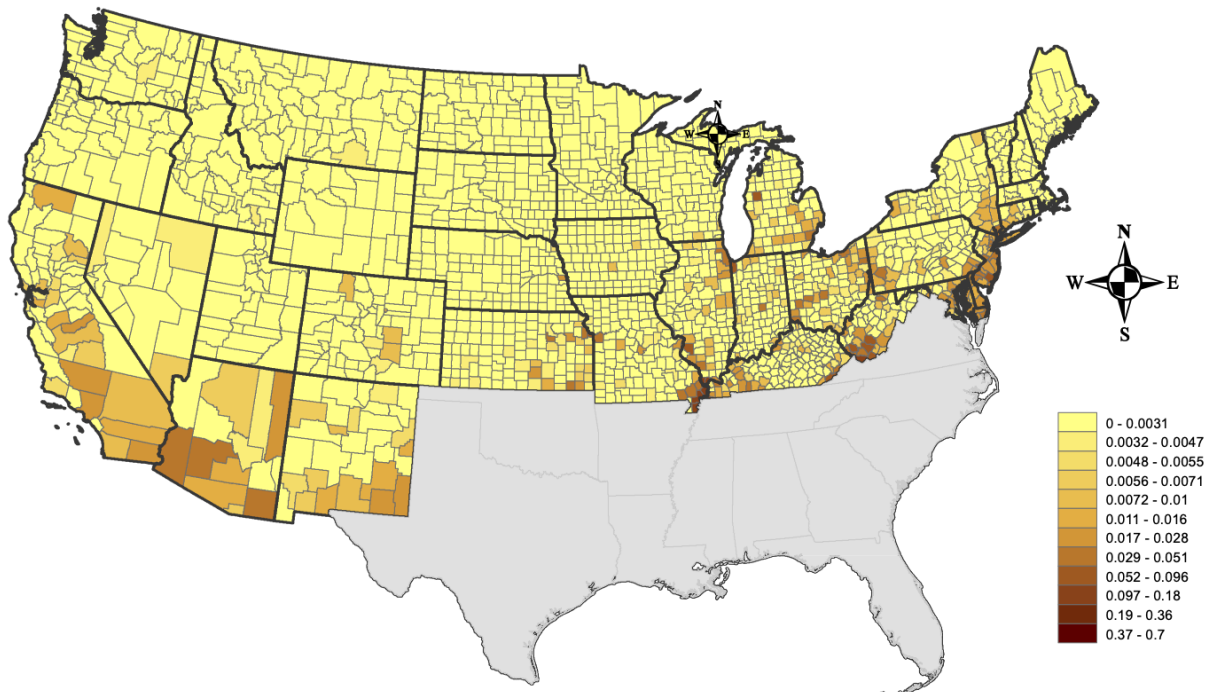 N
W E
N
W E
S
0 - 0.0031
0.0032 - 0.0047
0.0048 - 0.0055
0.0056 - 0.0071
0.0072 - 0.01
0.011 - 0.016
0.017 - 0.028
0.029 - 0.051
0.052 - 0.096
0.097 - 0.18
0.19 - 0.36
0.37 - 0.7